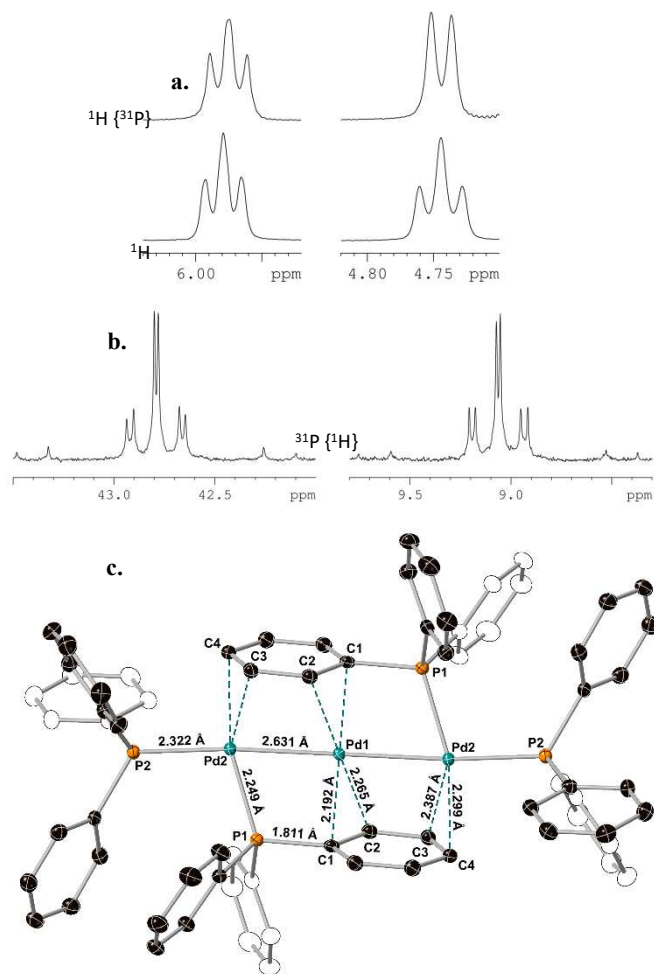 a.
¹H {³¹P}
¹H
6.00 ppm 4.80 4.75 ppm
b.
³¹P {¹H}
43.0 42.5 ppm 9.5 9.0 ppm
c.
C4 C3 C2 C1 P1
2.322 Å 2.631 Å Pd1 P2
P2 Pd2 Pd2
2.249 Å 2.192 Å 2.265 Å 2.387 Å 2.299 Å
P1 1.811 Å C1 C2 C3 C4